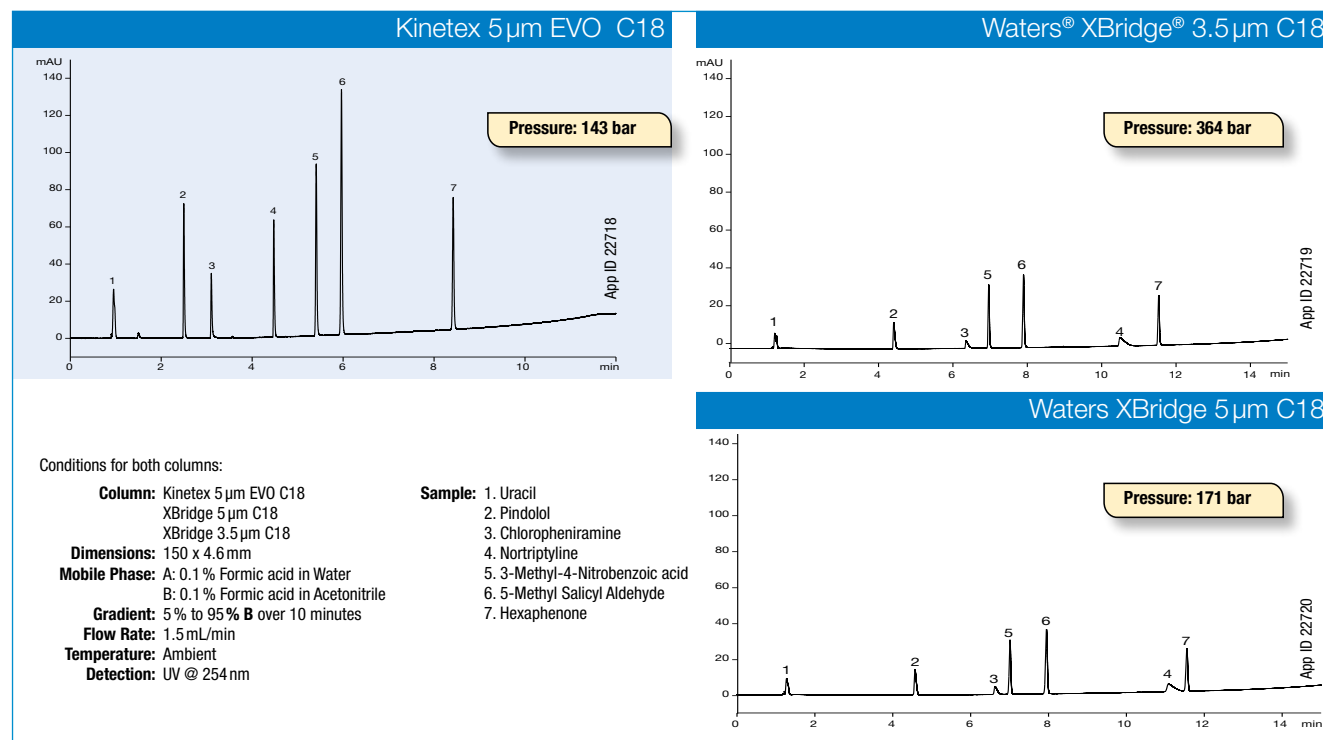 Kinetex 5 µm EVO C18
mAU
140
120
100
80
60
40
20
0
1
2
3
4
5
6
7
Pressure: 143 bar
App ID 22718
0
2
4
6
8
10
min
Waters® XBridge® 3.5 µm C18
mAU
140
120
100
80
60
40
20
0
1
2
3
5
6
4
7
Pressure: 364 bar
App ID 22719
0
2
4
6
8
10
12
14
min
Waters XBridge 5 µm C18
140
120
100
80
60
40
20
0
1
2
3
5
6
4
7
Pressure: 171 bar
App ID 22720
0
2
4
6
8
10
12
14
min
Conditions for both columns:
Column: Kinetex 5 µm EVO C18
XBridge 5 µm C18
XBridge 3.5 µm C18
Dimensions: 150 x 4.6 mm
Mobile Phase: A: 0.1 % Formic acid in Water
B: 0.1 % Formic acid in Acetonitrile
Gradient: 5 % to 95 % B over 10 minutes
Flow Rate: 1.5 mL/min
Temperature: Ambient
Detection: UV @ 254 nm
Sample: 1. Uracil
2. Pindolol
3. Chloropheniramine
4. Nortriptyline
5. 3-Methyl-4-Nitrobenzoic acid
6. 5-Methyl Salicyl Aldehyde
7. Hexaphenone